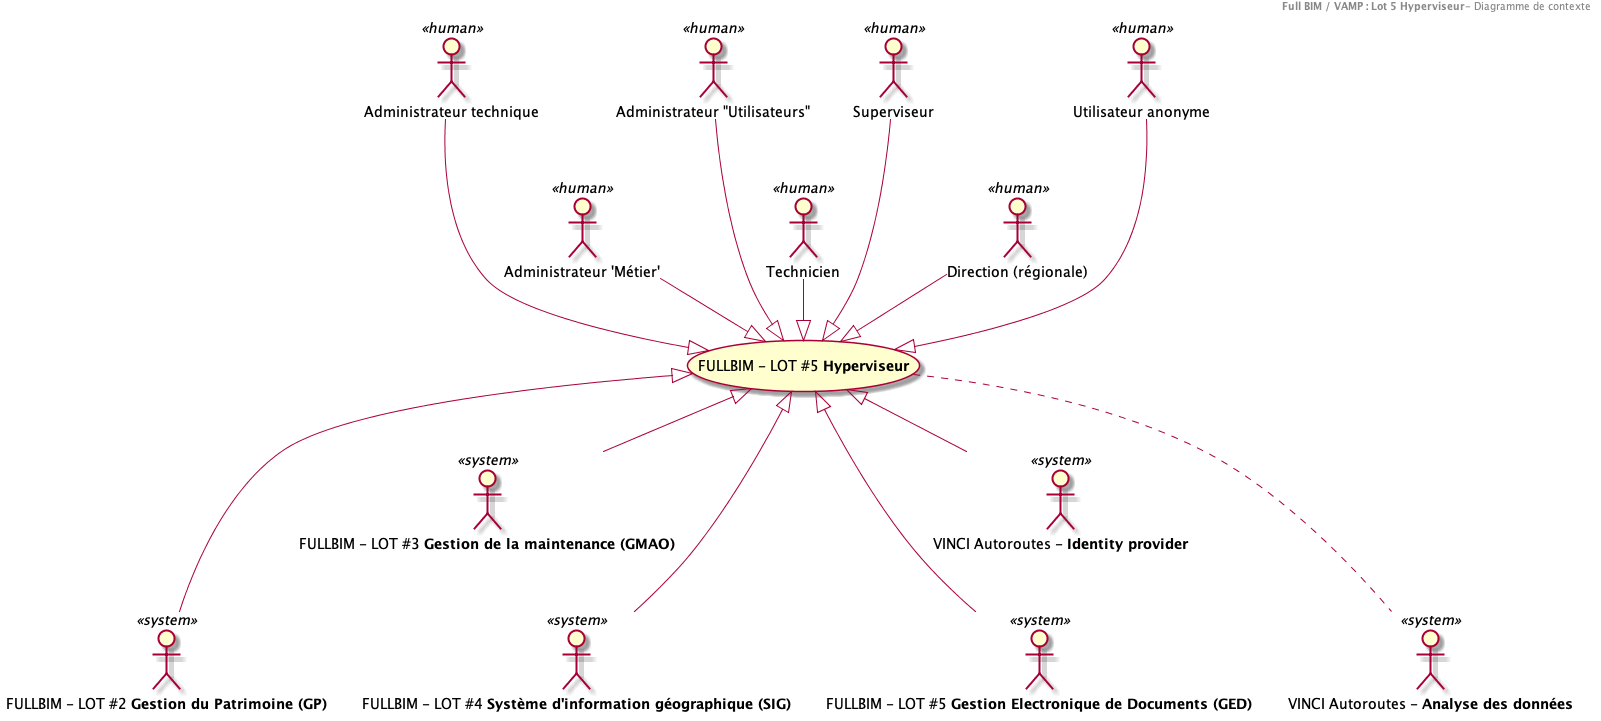 Full BIM / VAMP : Lot 5 Hyperviseur– Diagramme de contexte
«human» «human» «human» «human»
Administrateur technique Administrateur "Utilisateurs" Superviseur Utilisateur anonyme
«human» «human» «human»
Administrateur 'Métier' Technicien Direction (régionale)
FULLBIM – LOT #5 Hyperviseur
«system» «system»
FULLBIM – LOT #3 Gestion de la maintenance (GMAO) VINCI Autoroutes – Identity provider
«system» «system» «system» «system»
FULLBIM – LOT #2 Gestion du Patrimoine (GP) FULLBIM – LOT #4 Système d'information géographique (SIG) FULLBIM – LOT #5 Gestion Electronique de Documents (GED) VINCI Autoroutes – Analyse des données